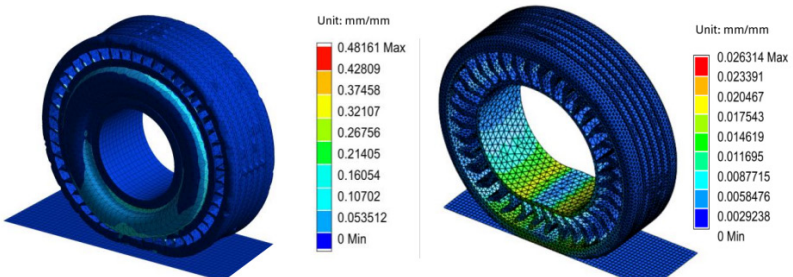 Unit: mm/mm
0.48161 Max
0.42809
0.37458
0.32107
0.26756
0.21405
0.16054
0.10702
0.053512
0 Min
Unit: mm/mm
0.026314 Max
0.023391
0.020467
0.017543
0.014619
0.011695
0.0087715
0.0058476
0.0029238
0 Min